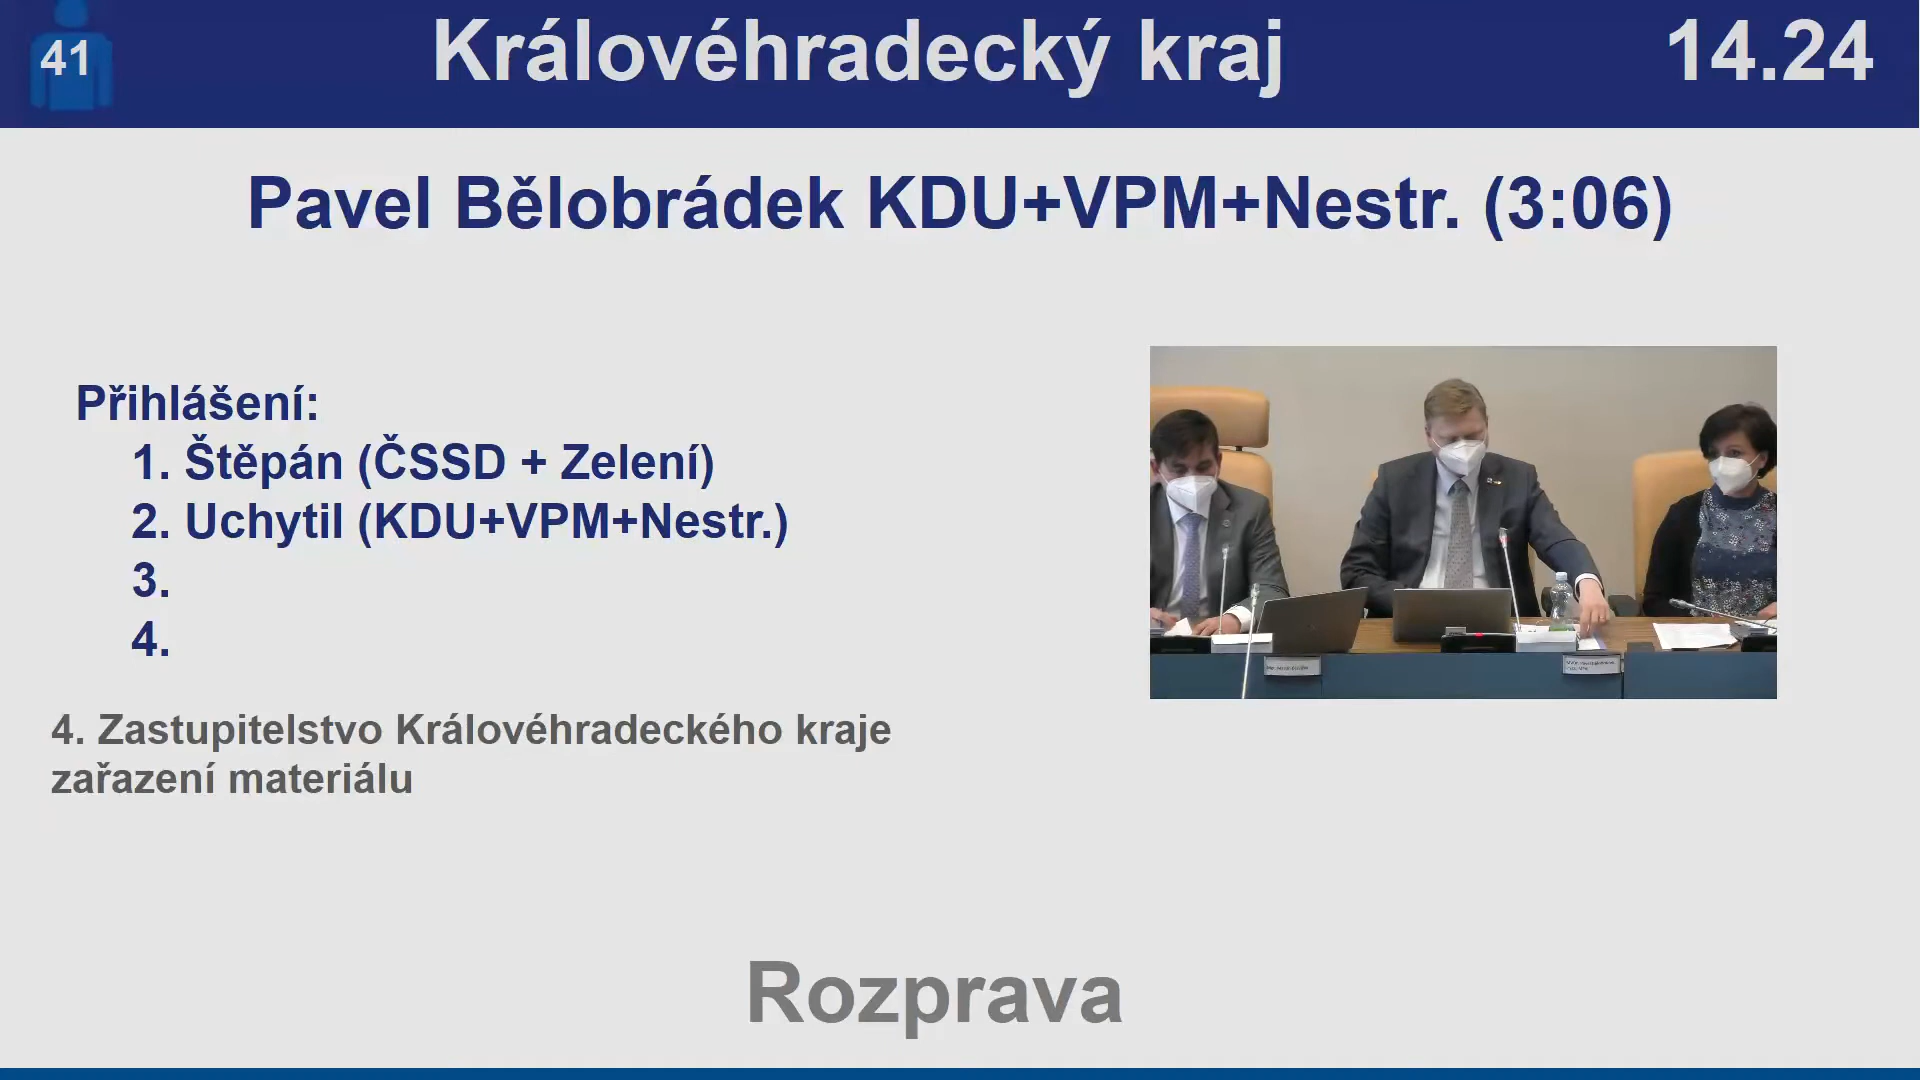 41
Královéhradecký kraj
14.24
Pavel Bělobrádek KDU+VPM+Nestr. (3:06)
Přihlášení:
1. Štěpán (ČSSD + Zelení)
2. Uchytil (KDU+VPM+Nestr.)
3.
4.
4. Zastupitelstvo Královéhradeckého kraje
zařazení materiálu
Rozprava